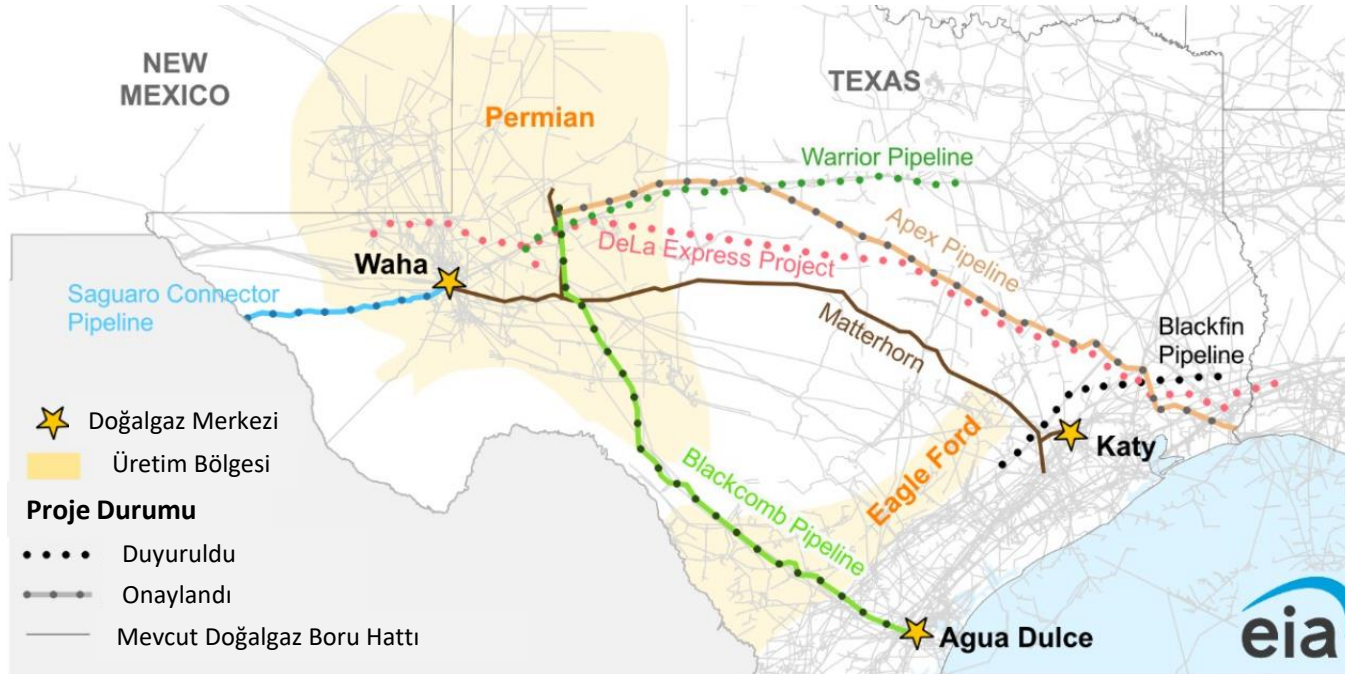 NEW
MEXICO
TEXAS
Permian
Warrior Pipeline
Apex Pipeline
DeLa Express Project
Waha
Saguaro Connector
Pipeline
Matterhorn
Blackfin
Pipeline
Doğalgaz Merkezi
Üretim Bölgesi
Katy
Eagle Ford
Blackcomb Pipeline
Proje Durumu
Duyuruldu
Onaylandı
Mevcut Doğalgaz Boru Hattı
Agua Dulce
eia